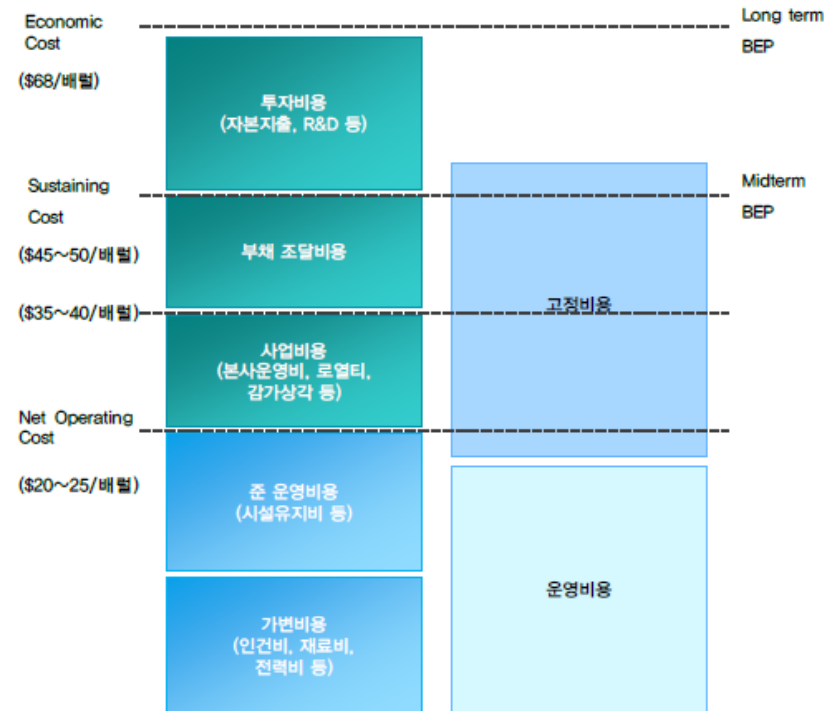 Economic
Cost
($68/배럴)
Long term
BEP
투자비용
(자본지출, R&D 등)
Sustaining
Cost
($45~50/배럴)
Midterm
BEP
부채 조달비용
고정비용
($35~40/배럴)
사업비용
(본사운영비, 로열티,
감가상각 등)
Net Operating
Cost
($20~25/배럴)
준 운영비용
(시설유지비 등)
운영비용
가변비용
(인건비, 재료비,
전력비 등)